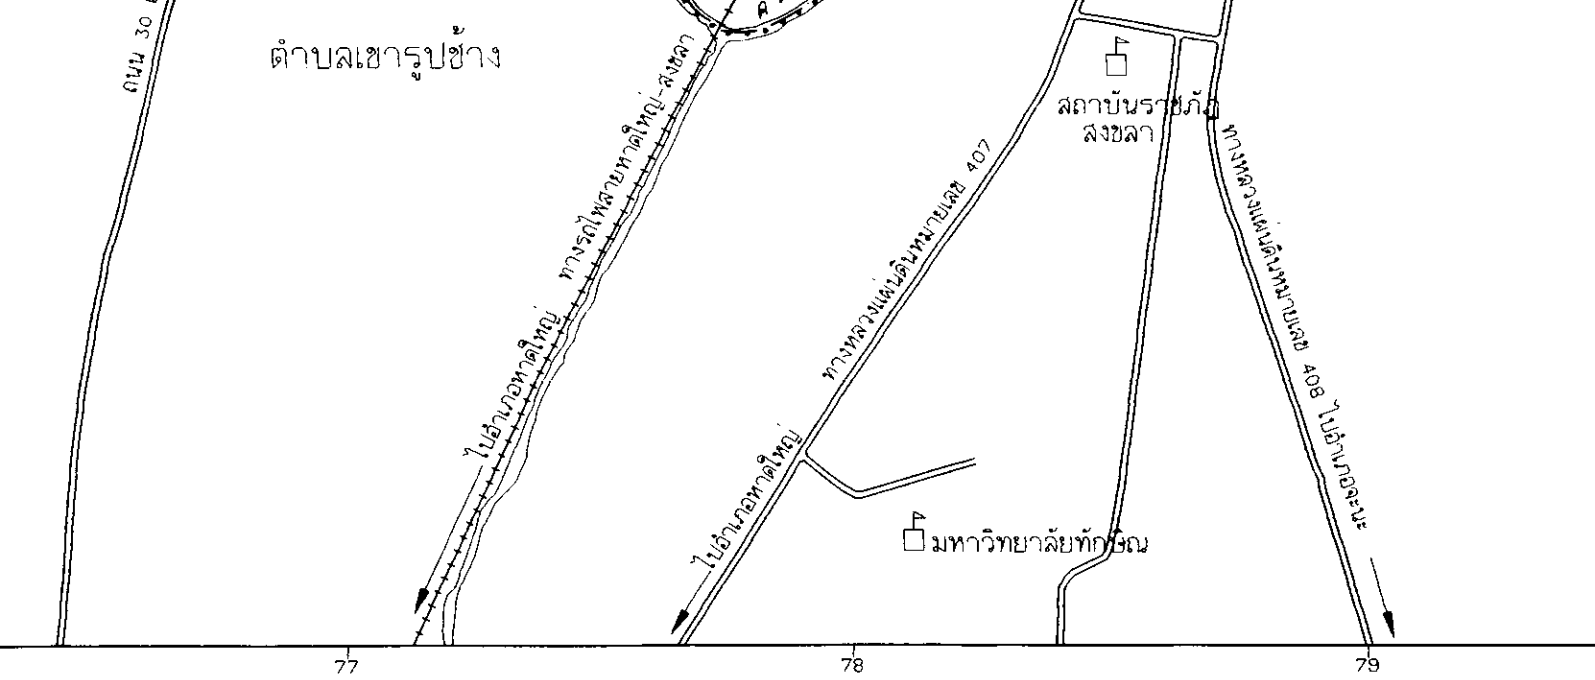 ถนน 30
ตำบลเขารูปช้าง
ทางรถไฟสายหาดใหญ่-สงขลา
ไปอำเภอหาดใหญ่
ทางหลวงแผ่นดินหมายเลข 407
ไปอำเภอหาดใหญ่
สถาบันราชภัฏ
สงขลา
ทางหลวงแผ่นดินหมายเลข 408 ไปอำเภอจะนะ
มหาวิทยาลัยทักษิณ
77
78
79